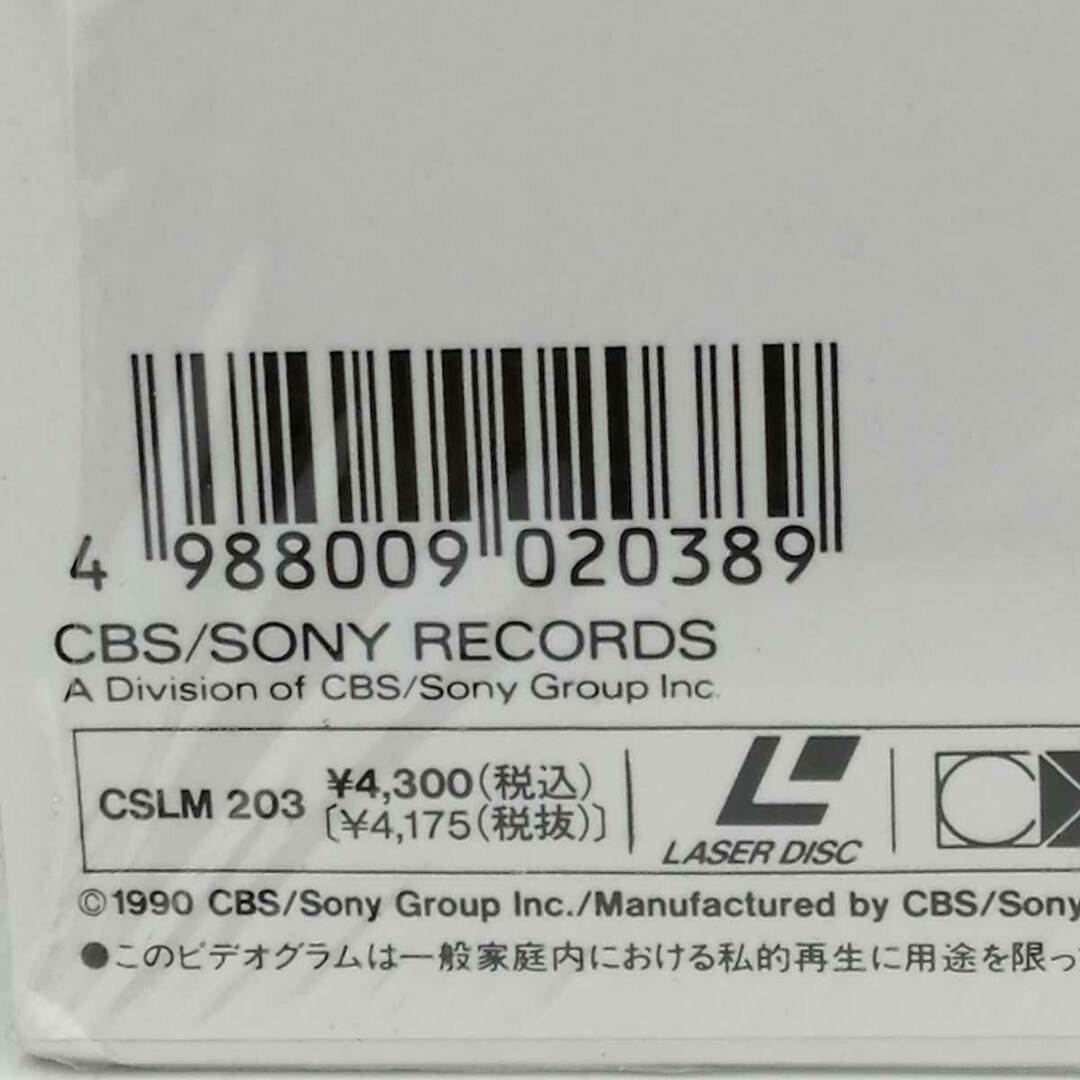 4 988009 020389
CBS/SONY RECORDS
A Division of CBS/Sony Group Inc.
CSLM 203
¥4,300(税込)
〔¥4,175(税抜)〕
LASER DISC
©1990 CBS/Sony Group Inc./Manufactured by CBS/Sony
●このビデオグラムは一般家庭内における私的再生に用途を限っ